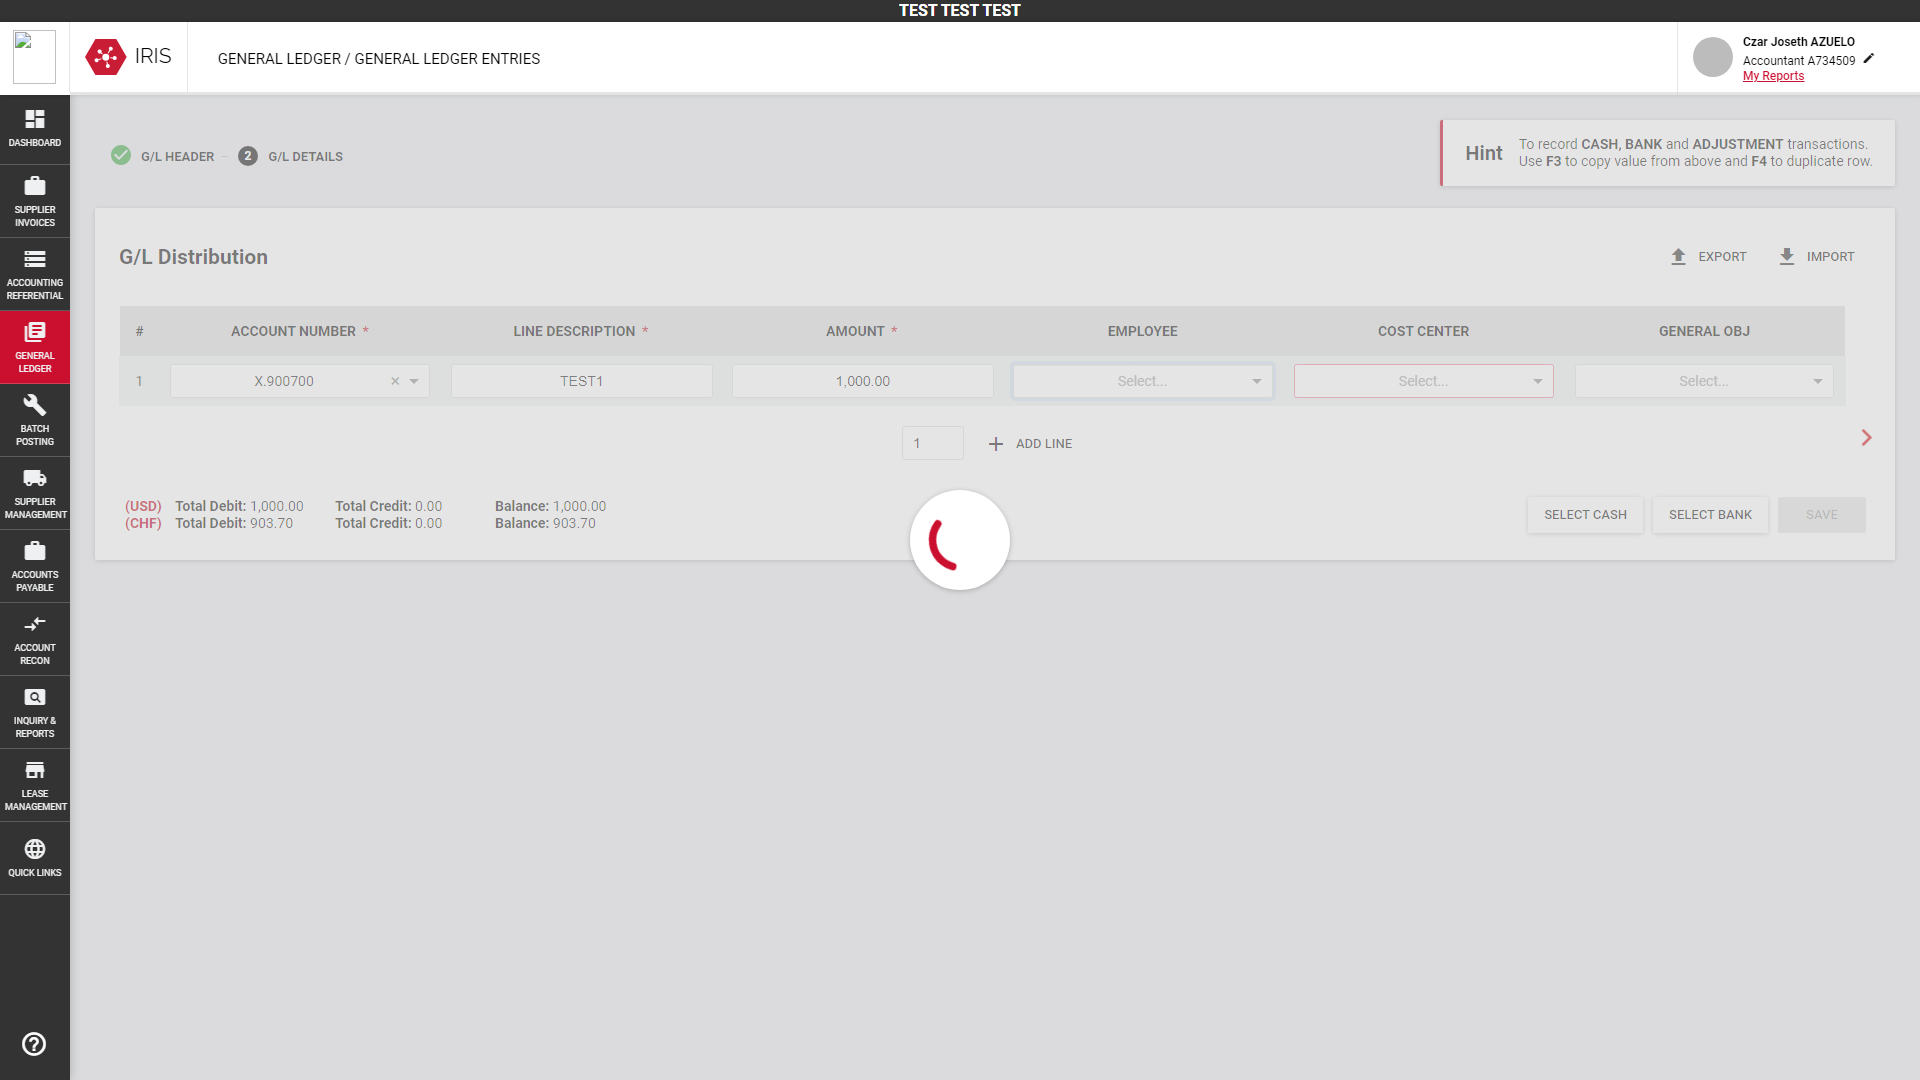 TEST TEST TEST
IRIS
GENERAL LEDGER / GENERAL LEDGER ENTRIES
Czar Joseth AZUELO
Accountant A734509
My Reports
DASHBOARD
SUPPLIER
INVOICES
ACCOUNTING
REFERENTIAL
GENERAL
LEDGER
BATCH
POSTING
SUPPLIER
MANAGEMENT
ACCOUNTS
PAYABLE
ACCOUNT
RECON
INQUIRY &
REPORTS
LEASE
MANAGEMENT
QUICK LINKS
G/L HEADER
2 G/L DETAILS
Hint
To record CASH, BANK and ADJUSTMENT transactions.
Use F3 to copy value from above and F4 to duplicate row.
G/L Distribution
EXPORT IMPORT
# ACCOUNT NUMBER * LINE DESCRIPTION * AMOUNT * EMPLOYEE COST CENTER GENERAL OBJ
1 X.900700 × TEST1 1,000.00 Select... Select... Select...
1 + ADD LINE
(USD) Total Debit: 1,000.00 Total Credit: 0.00 Balance: 1,000.00
(CHF) Total Debit: 903.70 Total Credit: 0.00 Balance: 903.70
SELECT CASH SELECT BANK SAVE